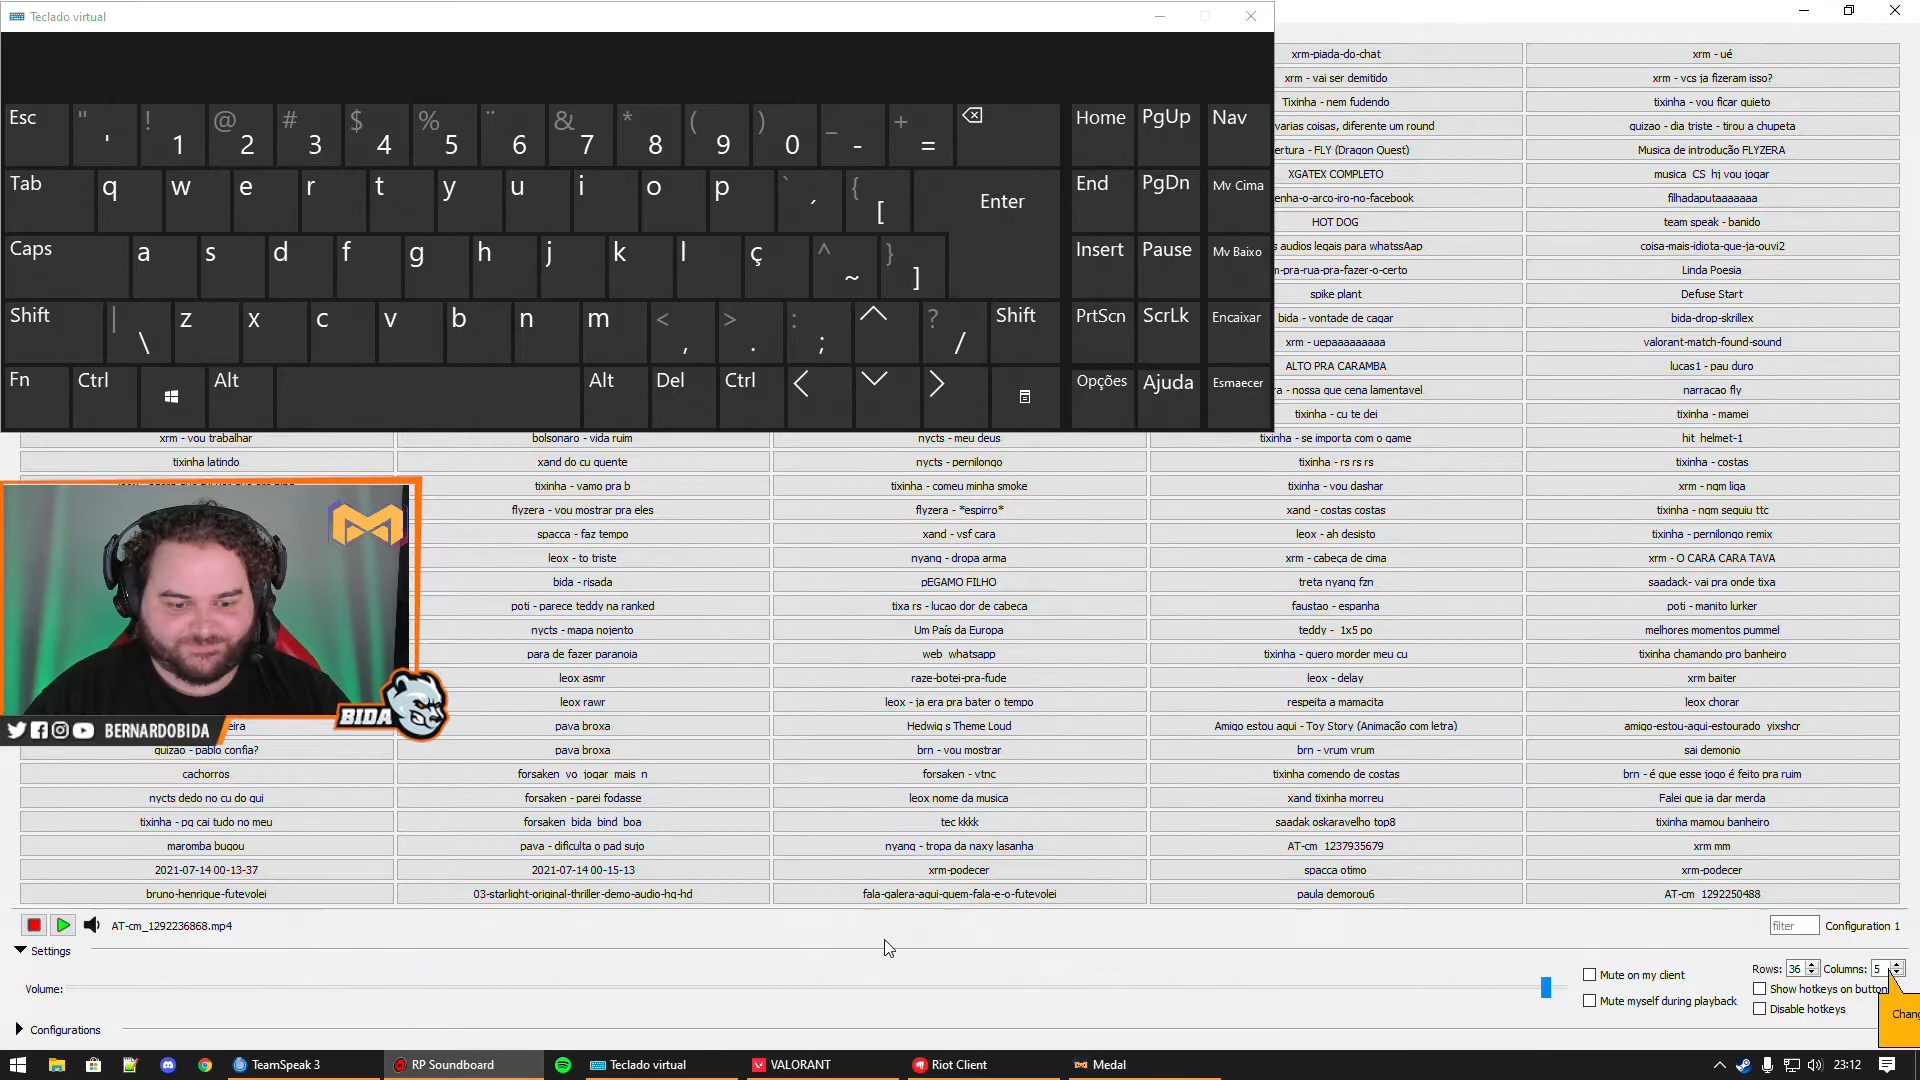 Teclado virtual
Esc " ' ! 1 @ 2 # 3 $ 4 % 5 ¨ 6 & 7 * 8 ( 9 ) 0 _ - + = Home PgUp Nav
Tab q w e r t y u i o p ` ´ { [ Enter End PgDn Mv Cima
Caps a s d f g h j k l ç ^ ~ } ] Insert Pause Mv Baixo
Shift | \ z x c v b n m < , > . : ; ? / Shift PrtScn ScrLk Encaixar
Fn Ctrl Alt Alt Del Ctrl Opções Ajuda Esmaecer
xrm-piada-do-chat xrm - ué
xrm - vai ser demitido xrm - vcs ja fizeram isso?
Tixinha - nem fudendo tixinha - vou ficar quieto
varias coisas, diferente um round quizao - dia triste - tirou a chupeta
ertura - FLY (Dragon Quest) Musica de introdução FLYZERA
XGATEX COMPLETO musica CS hj vou jogar
enha-o-arco-iro-no-facebook filhadaputaaaaaaa
HOT DOG team speak - banido
s audios legais para whatssAap coisa-mais-idiota-que-ja-ouvi2
m-pra-rua-pra-fazer-o-certo Linda Poesia
spike plant Defuse Start
bida - vontade de cagar bida-drop-skrillex
xrm - uepaaaaaaaaa valorant-match-found-sound
ALTO PRA CARAMBA lucas1 - pau duro
ra - nossa que cena lamentavel narracao fly
tixinha - cu te dei tixinha - mamei
xrm - vou trabalhar bolsonaro - vida ruim nycts - meu deus tixinha - se importa com o game hit helmet-1
tixinha latindo xand do cu quente nycts - pernilongo tixinha - rs rs rs tixinha - costas
tixinha - vamo pra b tixinha - comeu minha smoke tixinha - vou dashar xrm - ngm liga
flyzera - vou mostrar pra eles flyzera - *espirro* xand - costas costas tixinha - ngm seguiu ttc
spacca - faz tempo xand - vsf cara leox - ah desisto tixinha - pernilongo remix
leox - to triste nyang - dropa arma xrm - cabeça de cima xrm - O CARA CARA TAVA
bida - risada pEGAMO FILHO treta nyang fzn saadack- vai pra onde tixa
poti - parece teddy na ranked tixa rs - lucao dor de cabeca faustao - espanha poti - manito lurker
nycts - mapa nojento Um País da Europa teddy - 1x5 po melhores momentos pummel
para de fazer paranoia web whatsapp tixinha - quero morder meu cu tixinha chamando pro banheiro
leox asmr raze-botei-pra-fude leox - delay xrm baiter
leox rawr leox - ja era pra bater o tempo respeita a mamacita leox chorar
BIDA
BERNARDOBIDA
eira pava broxa Hedwig s Theme Loud Amigo estou aqui - Toy Story (Animação com letra) amigo-estou-aqui-estourado yixshcr
quizao - pablo confia? pava broxa brn - vou mostrar brn - vrum vrum sai demonio
cachorros forsaken vo jogar mais n forsaken - vtnc tixinha comendo de costas brn - é que esse jogo é feito pra ruim
nycts dedo no cu do qui forsaken - parei fodasse leox nome da musica xand tixinha morreu Falei que ia dar merda
tixinha - pq cai tudo no meu forsaken bida bind boa tec kkkk saadak oskaravelho top8 tixinha mamou banheiro
maromba bugou pava - dificulta o pad sujo nyang - tropa da naxy lasanha AT-cm 1237935679 xrm mm
2021-07-14 00-13-37 2021-07-14 00-15-13 xrm-podecer spacca otimo xrm-podecer
bruno-henrique-futevolei 03-starlight-original-thriller-demo-audio-hq-hd fala-galera-aqui-quem-fala-e-o-futevolei paula demorou6 AT-cm 1292250488
AT-cm_1292236868.mp4 filter Configuration 1
Settings
Volume: Mute on my client Rows: 36 Columns: 5
Mute myself during playback Show hotkeys on button
Disable hotkeys
Chang
Configurations
TeamSpeak 3 RP Soundboard Teclado virtual VALORANT Riot Client Medal 23:12